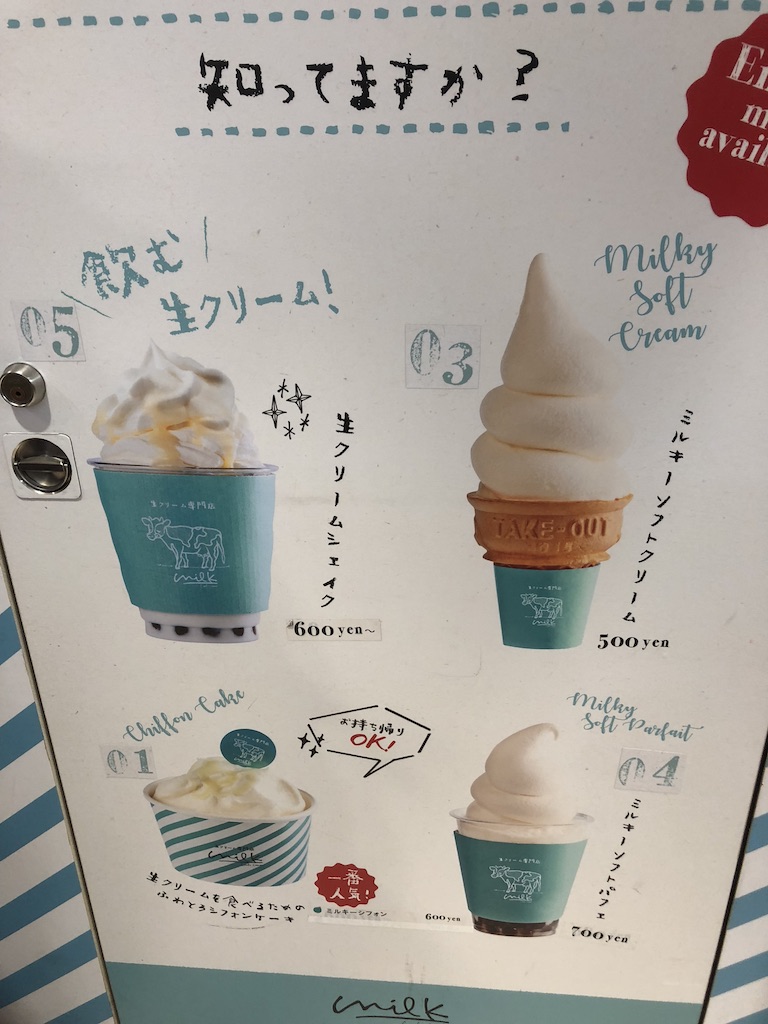 知ってますか?
En
m
avail
05
飲む
生クリーム!
生クリームシェイク
生クリーム専門店
milk
600 yen~
03
Milky
Soft
Cream
ミルキーソフトクリーム
TAKE-OUT
生クリーム専門店
milk
500 yen
Chiffon Cake
01
お持ち帰り
OK!
生クリーム専門店
milk
生クリームを食べるための
ふわとろシフォンケーキ
一番
人気!
ミルキーシフォン
600 yen
Milky
Soft Parfait
04
ミルキーソフトパフェ
生クリーム専門店
milk
700 yen
milk